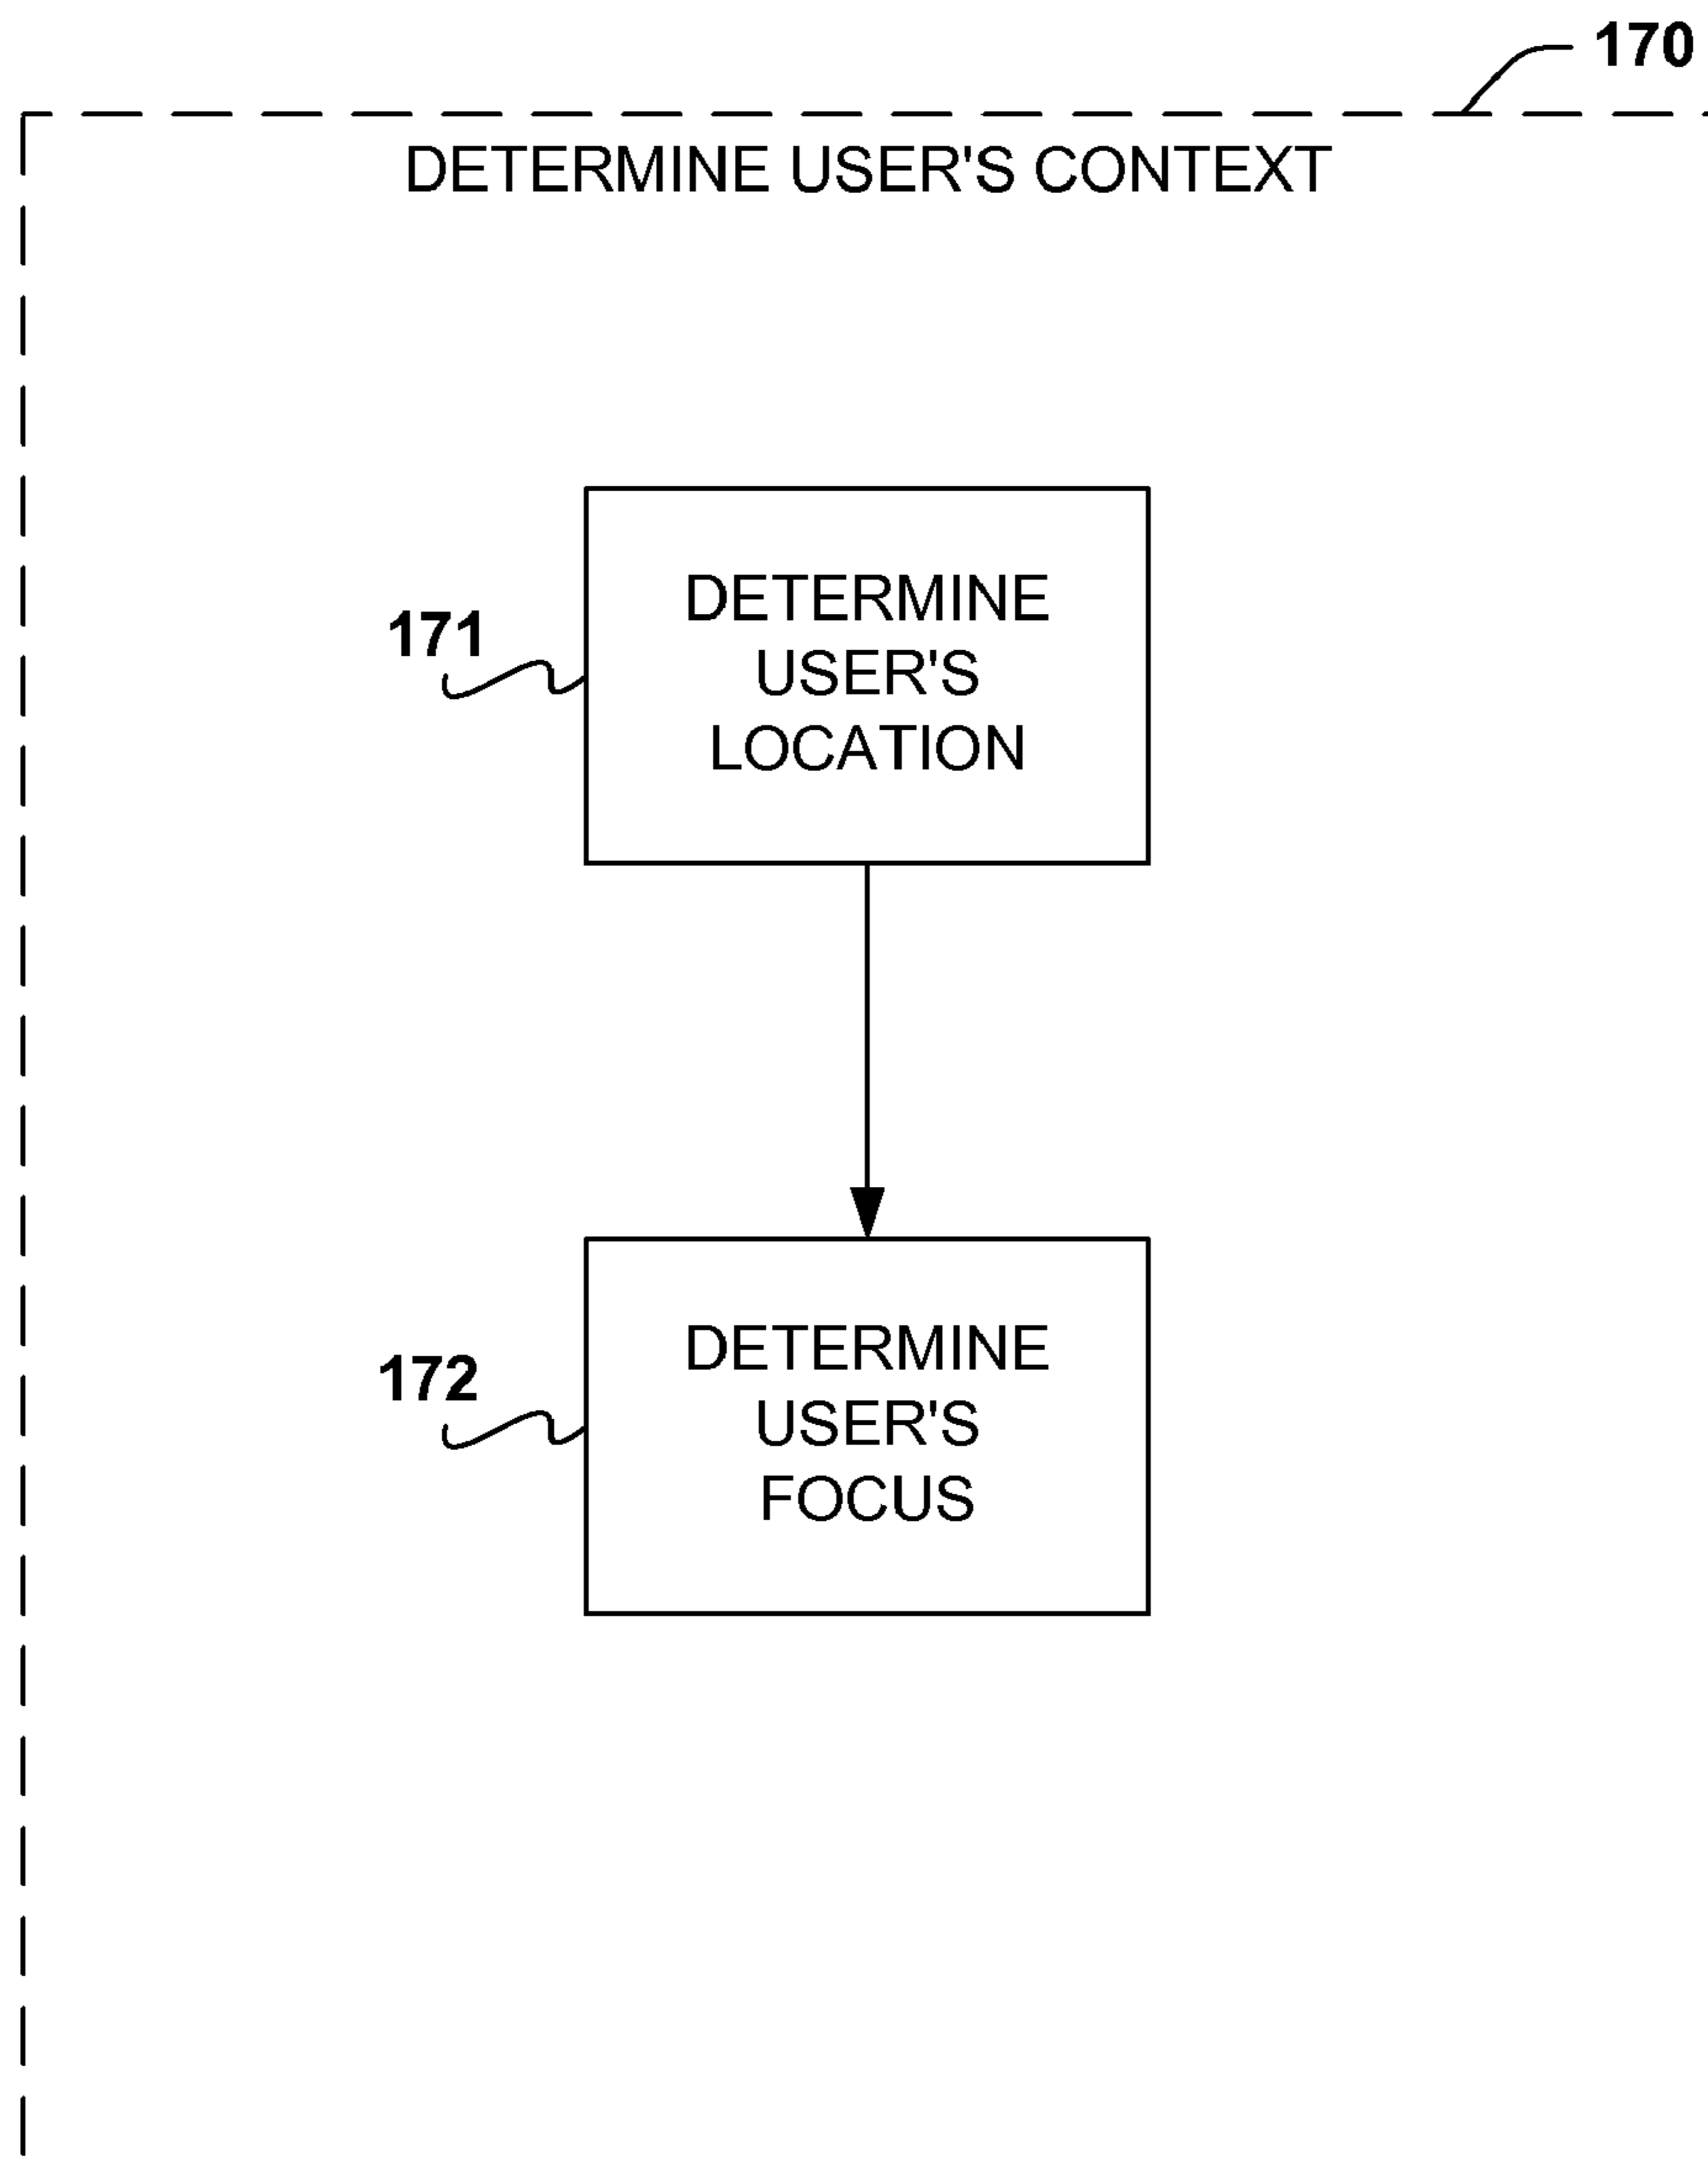 170
DETERMINE USER'S CONTEXT
171
DETERMINE
USER'S
LOCATION
172
DETERMINE
USER'S
FOCUS